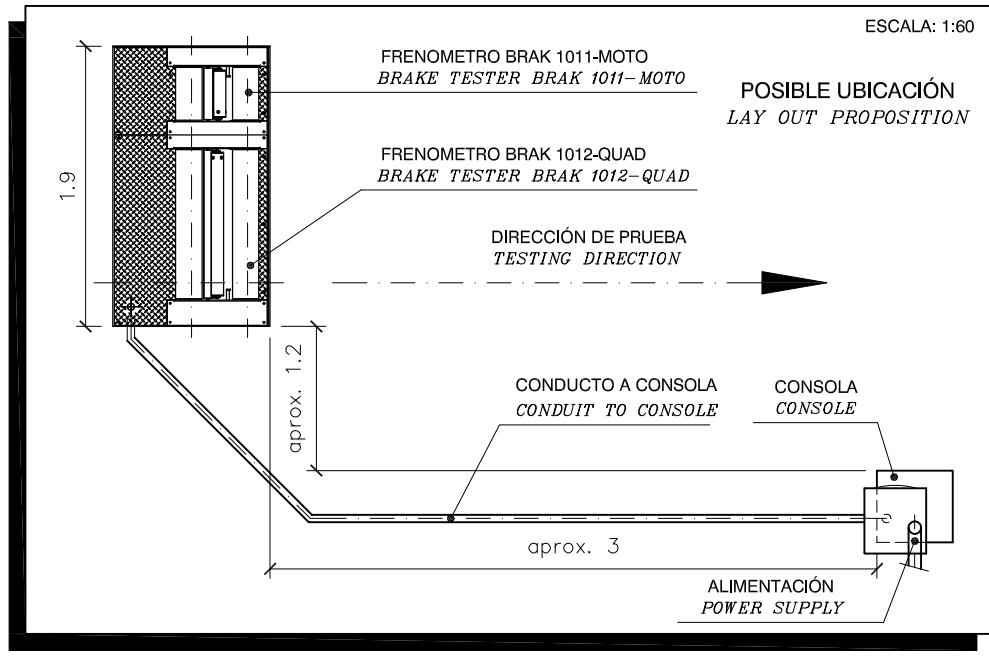 ESCALA: 1:60
FRENOMETRO BRAK 1011-MOTO
BRAKE TESTER BRAK 1011-MOTO
POSIBLE UBICACIÓN
LAY OUT PROPOSITION
FRENOMETRO BRAK 1012-QUAD
BRAKE TESTER BRAK 1012-QUAD
1.9
DIRECCIÓN DE PRUEBA
TESTING DIRECTION
aprox. 1.2
CONDUCTO A CONSOLA
CONDUIT TO CONSOLE
CONSOLA
CONSOLE
aprox. 3
ALIMENTACIÓN
POWER SUPPLY